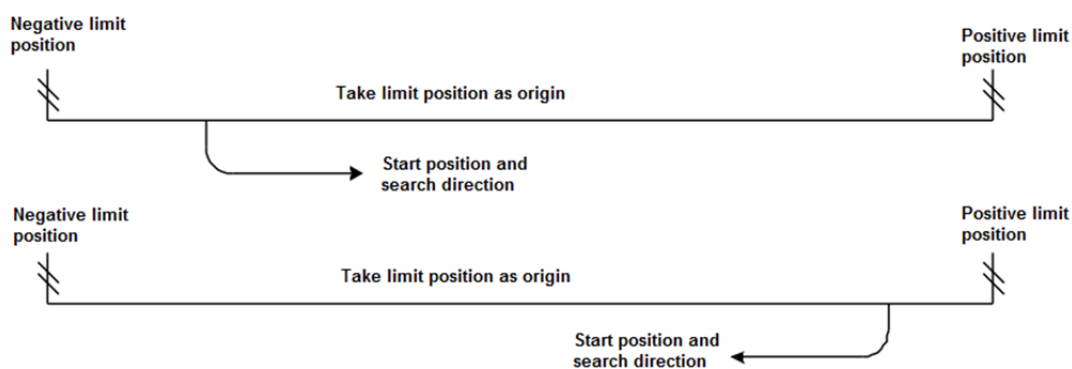 Negative limit
position
Positive limit
position
Take limit position as origin
Start position and
search direction
Negative limit
position
Positive limit
position
Take limit position as origin
Start position and
search direction